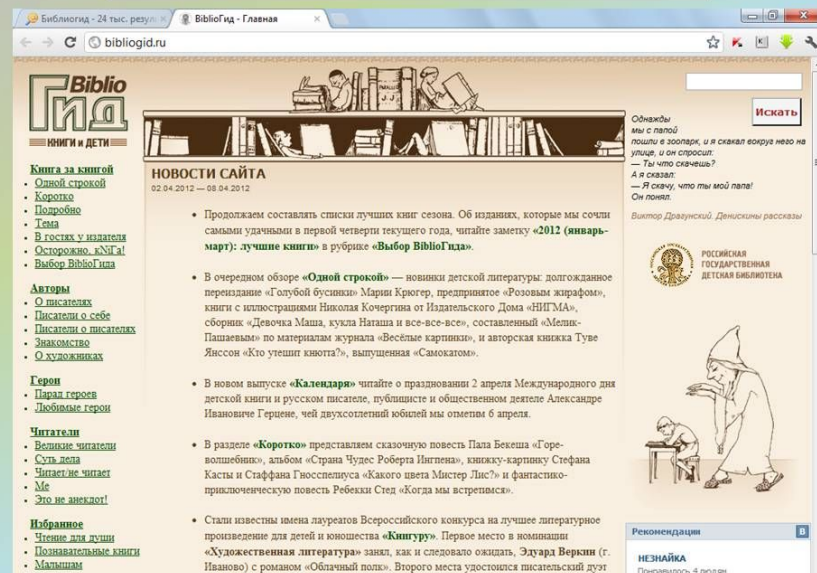 Библиогид - 24 тыс. резул
BiblioГид - Главная
bibliogid.ru
Biblio
Гид
КНИГИ и ДЕТИ
Книга за книгой
Одной строкой
Коротко
Подробно
Тема
В гостях у издателя
Осторожно, кNiГа!
Выбор BiblioГида
Авторы
О писателях
Писатели о себе
Писатели о писателях
Знакомство
О художниках
Герои
Парад героев
Любимые герои
Читатели
Великие читатели
Суть дела
Читает/не читает
Ме
Это не анекдот!
Избранное
Чтение для души
Познавательные книги
Малышам
НОВОСТИ САЙТА
02.04.2012 — 08.04.2012
Продолжаем составлять списки лучших книг сезона. Об изданиях, которые мы сочли
самыми удачными в первой четверти текущего года, читайте заметку «2012 (январь-
март): лучшие книги» в рубрике «Выбор BiblioГида».
В очередном обзоре «Одной строкой» — новинки детской литературы: долгожданное
переиздание «Голубой бусинки» Марии Крюгер, предпринятое «Розовым жирафом»,
книги с иллюстрациями Николая Кочергина от Издательского Дома «НИГМА»,
сборник «Девочка Маша, кукла Наташа и все-все-все», составленный «Мелик-
Пашаевым» по материалам журнала «Весёлые картинки», и авторская книжка Туве
Янссон «Кто утешит кнютта?», выпущенная «Самокатом».
В новом выпуске «Календаря» читайте о праздновании 2 апреля Международного дня
детской книги и русском писателе, публицисте и общественном деятеле Александре
Ивановиче Герцене, чей двухсотлетний юбилей мы отметим 6 апреля.
В разделе «Коротко» представляем сказочную повесть Пала Бекеша «Горе-
волшебник», альбом «Страна Чудес Роберта Ингпена», книжку-картинку Стефана
Касты и Стаффана Гносспелиуса «Какого цвета Мистер Лис?» и фантастико-
приключенческую повесть Ребекки Стед «Когда мы встретимся».
Стали известны имена лауреатов Всероссийского конкурса на лучшее литературное
произведение для детей и юношества «Книгуру». Первое место в номинации
«Художественная литература» занял, как и следовало ожидать, Эдуард Веркин (г.
Иваново) с романом «Облачный полк». Второго места удостоился писательский дуэт
Искать
Однажды
мы с папой
пошли в зоопарк, и я скакал вокруг него на
улице, и он спросил:
— Ты что скачешь?
А я сказал:
— Я скачу, что ты мой папа!
Он понял.
Виктор Драгунский. Денискины рассказы
РОССИЙСКАЯ
ГОСУДАРСТВЕННАЯ
ДЕТСКАЯ БИБЛИОТЕКА
Рекомендации
НЕЗНАЙКА
Понравилось 4 людям